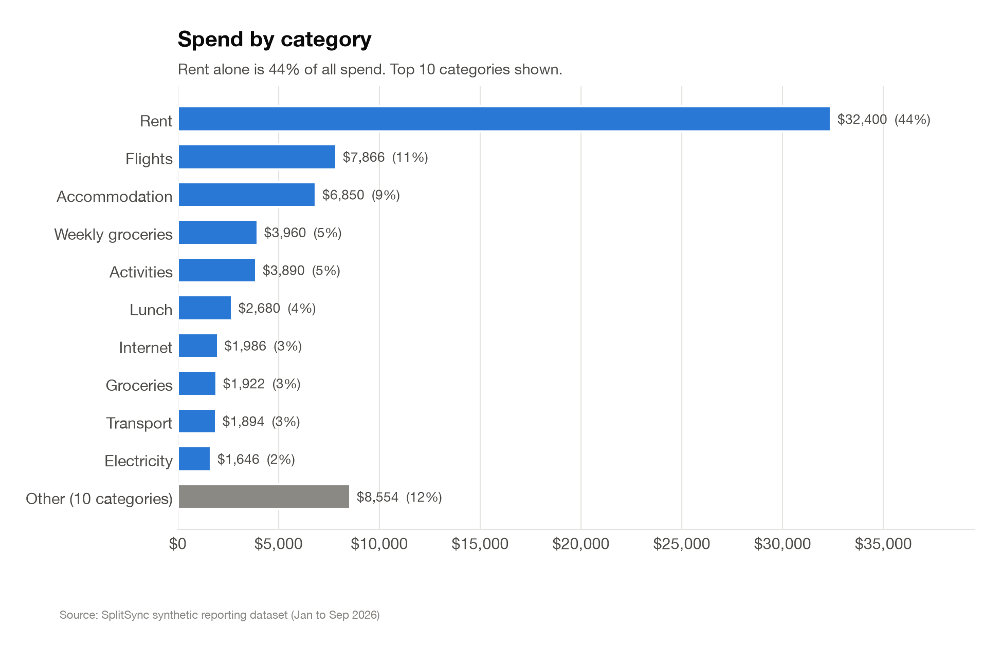 Spend by category
Rent alone is 44% of all spend. Top 10 categories shown.
Rent $32,400 (44%)
Flights $7,866 (11%)
Accommodation $6,850 (9%)
Weekly groceries $3,960 (5%)
Activities $3,890 (5%)
Lunch $2,680 (4%)
Internet $1,986 (3%)
Groceries $1,922 (3%)
Transport $1,894 (3%)
Electricity $1,646 (2%)
Other (10 categories) $8,554 (12%)
$0 $5,000 $10,000 $15,000 $20,000 $25,000 $30,000 $35,000
Source: SplitSync synthetic reporting dataset (Jan to Sep 2026)